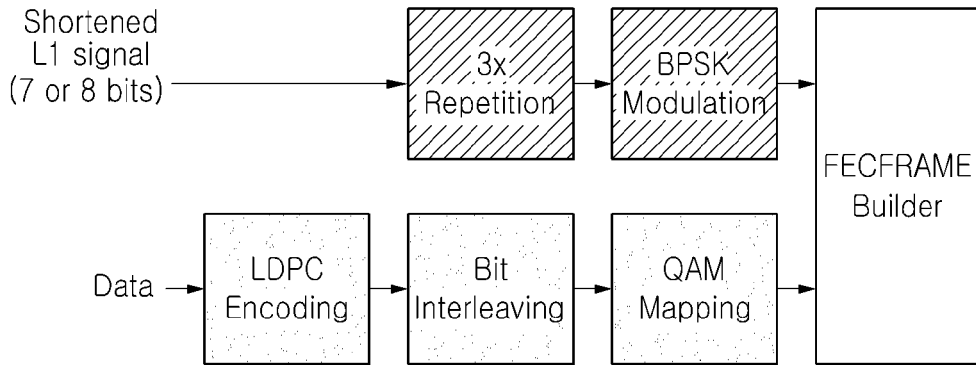 Shortened
L1 signal
(7 or 8 bits)
3x
Repetition
BPSK
Modulation
FECFRAME
Builder
Data
LDPC
Encoding
Bit
Interleaving
QAM
Mapping